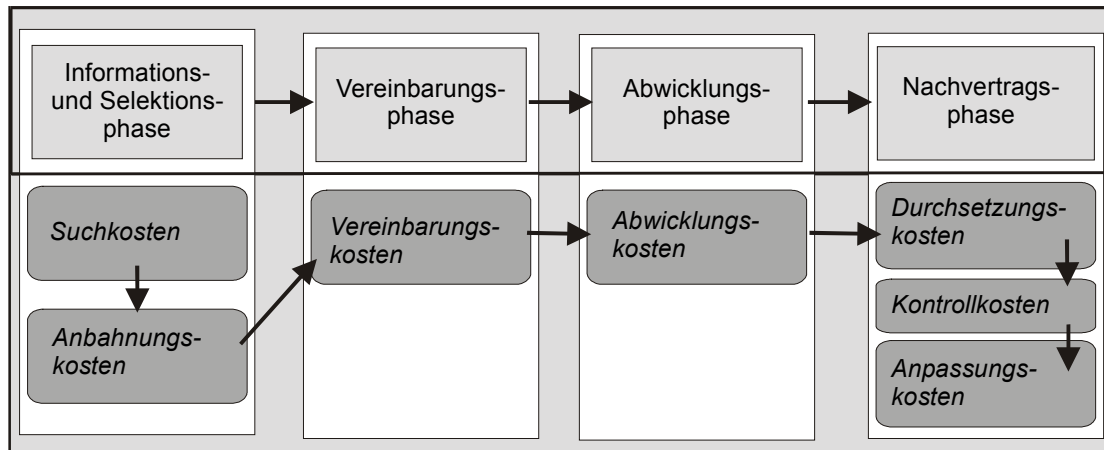 Informations-
und Selektions-
phase
Vereinbarungs-
phase
Abwicklungs-
phase
Nachvertrags-
phase
Suchkosten
Anbahnungs-
kosten
Vereinbarungs-
kosten
Abwicklungs-
kosten
Durchsetzungs-
kosten
Kontrollkosten
Anpassungs-
kosten